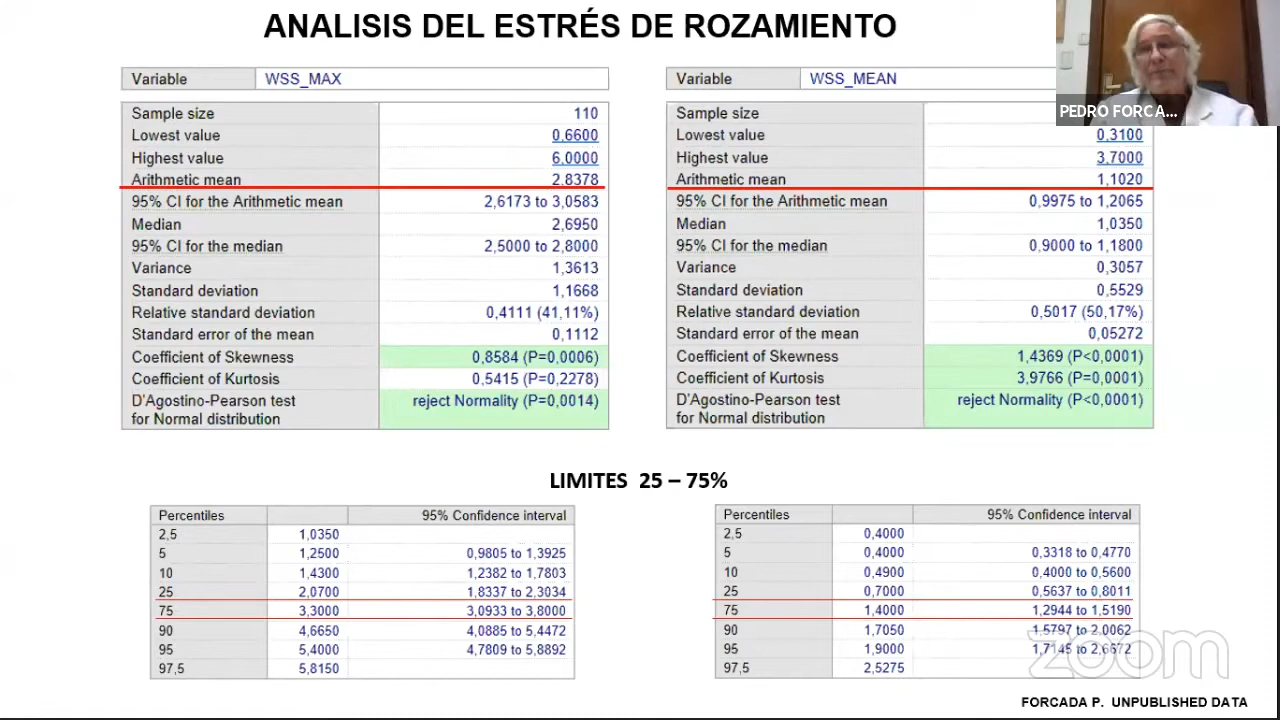 ANALISIS DEL ESTRÉS DE ROZAMIENTO
PEDRO FORCA...
Variable WSS_MAX
Sample size 110
Lowest value 0,6600
Highest value 6,0000
Arithmetic mean 2,8378
95% CI for the Arithmetic mean 2,6173 to 3,0583
Median 2,6950
95% CI for the median 2,5000 to 2,8000
Variance 1,3613
Standard deviation 1,1668
Relative standard deviation 0,4111 (41,11%)
Standard error of the mean 0,1112
Coefficient of Skewness 0,8584 (P=0,0006)
Coefficient of Kurtosis 0,5415 (P=0,2278)
D'Agostino-Pearson test reject Normality (P=0,0014)
for Normal distribution
Variable WSS_MEAN
Sample size
Lowest value 0,3100
Highest value 3,7000
Arithmetic mean 1,1020
95% CI for the Arithmetic mean 0,9975 to 1,2065
Median 1,0350
95% CI for the median 0,9000 to 1,1800
Variance 0,3057
Standard deviation 0,5529
Relative standard deviation 0,5017 (50,17%)
Standard error of the mean 0,05272
Coefficient of Skewness 1,4369 (P<0,0001)
Coefficient of Kurtosis 3,9766 (P=0,0001)
D'Agostino-Pearson test reject Normality (P<0,0001)
for Normal distribution
LIMITES 25 – 75%
Percentiles 95% Confidence interval
2,5 1,0350
5 1,2500 0,9805 to 1,3925
10 1,4300 1,2382 to 1,7803
25 2,0700 1,8337 to 2,3034
75 3,3000 3,0933 to 3,8000
90 4,6650 4,0885 to 5,4472
95 5,4000 4,7809 to 5,8892
97,5 5,8150
Percentiles 95% Confidence interval
2,5 0,4000
5 0,4000 0,3318 to 0,4770
10 0,4900 0,4000 to 0,5600
25 0,7000 0,5637 to 0,8011
75 1,4000 1,2944 to 1,5190
90 1,7050 1,5797 to 2,0062
95 1,9000 1,7145 to 2,6672
97,5 2,5275
zoom
FORCADA P. UNPUBLISHED DATA